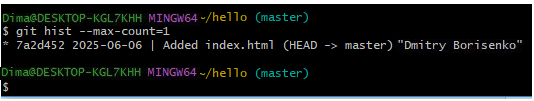 Dima@DESKTOP-KGL7KHH MINGW64 ~/hello (master)
$ git hist --max-count=1
* 7a2d452 2025-06-06 | Added index.html (HEAD -> master) "Dmitry Borisenko"
Dima@DESKTOP-KGL7KHH MINGW64 ~/hello (master)
$